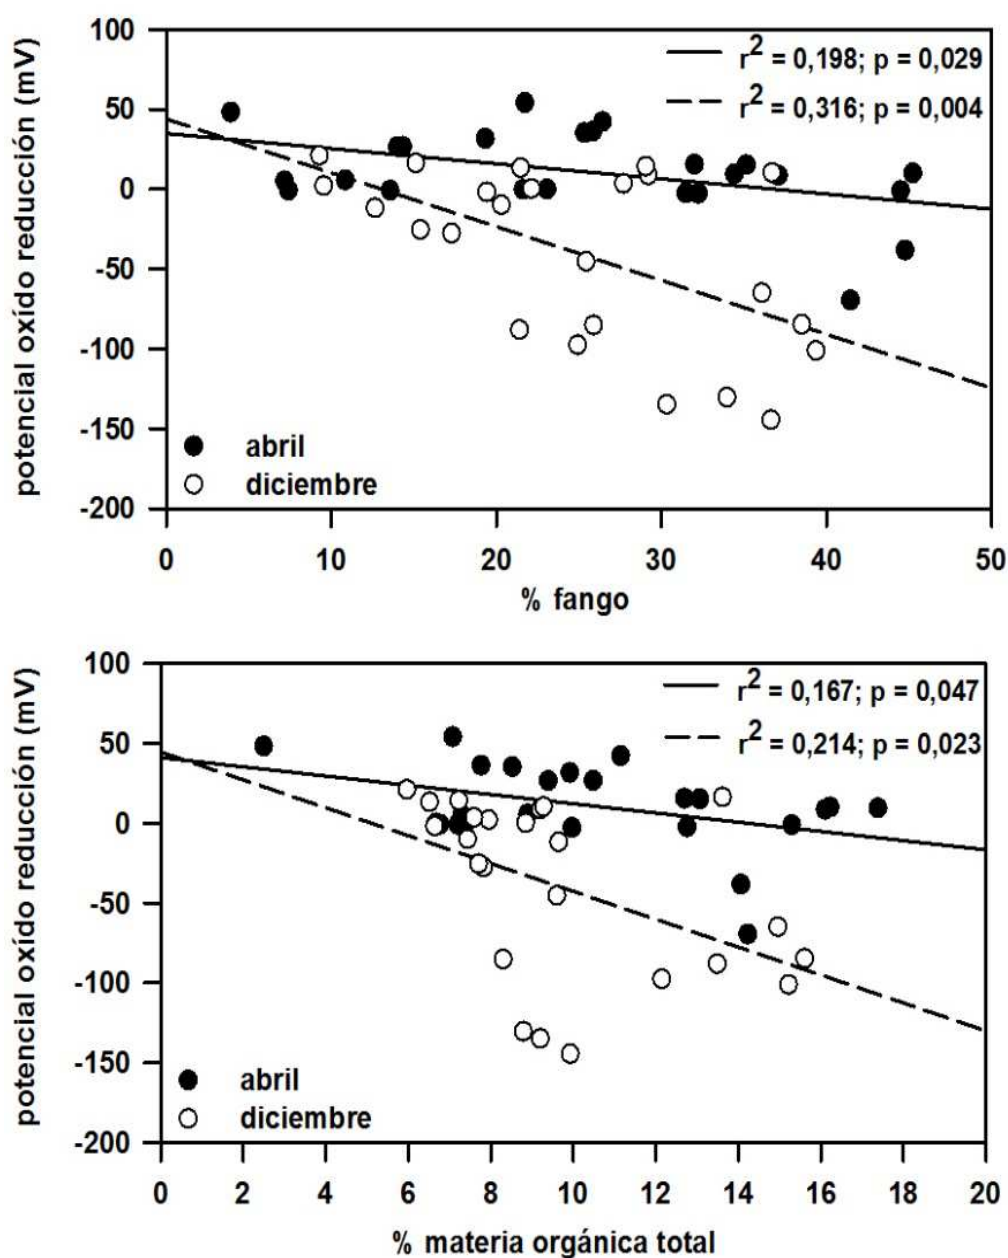 potencial oxído reducción (mV)
100
50
0
-50
-100
-150
-200
r2 = 0,198; p = 0,029
r2 = 0,316; p = 0,004
abril
diciembre
0 10 20 30 40 50
% fango
potencial oxído reducción (mV)
100
50
0
-50
-100
-150
-200
r2 = 0,167; p = 0,047
r2 = 0,214; p = 0,023
abril
diciembre
0 2 4 6 8 10 12 14 16 18 20
% materia orgánica total